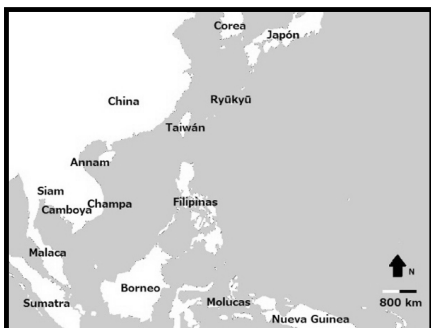 Corea
Japón
China
Ryūkyū
Taiwán
Annam
Siam
Camboya
Champa
Filipinas
Malaca
Sumatra
Borneo
Molucas
Nueva Guinea
N
800 km